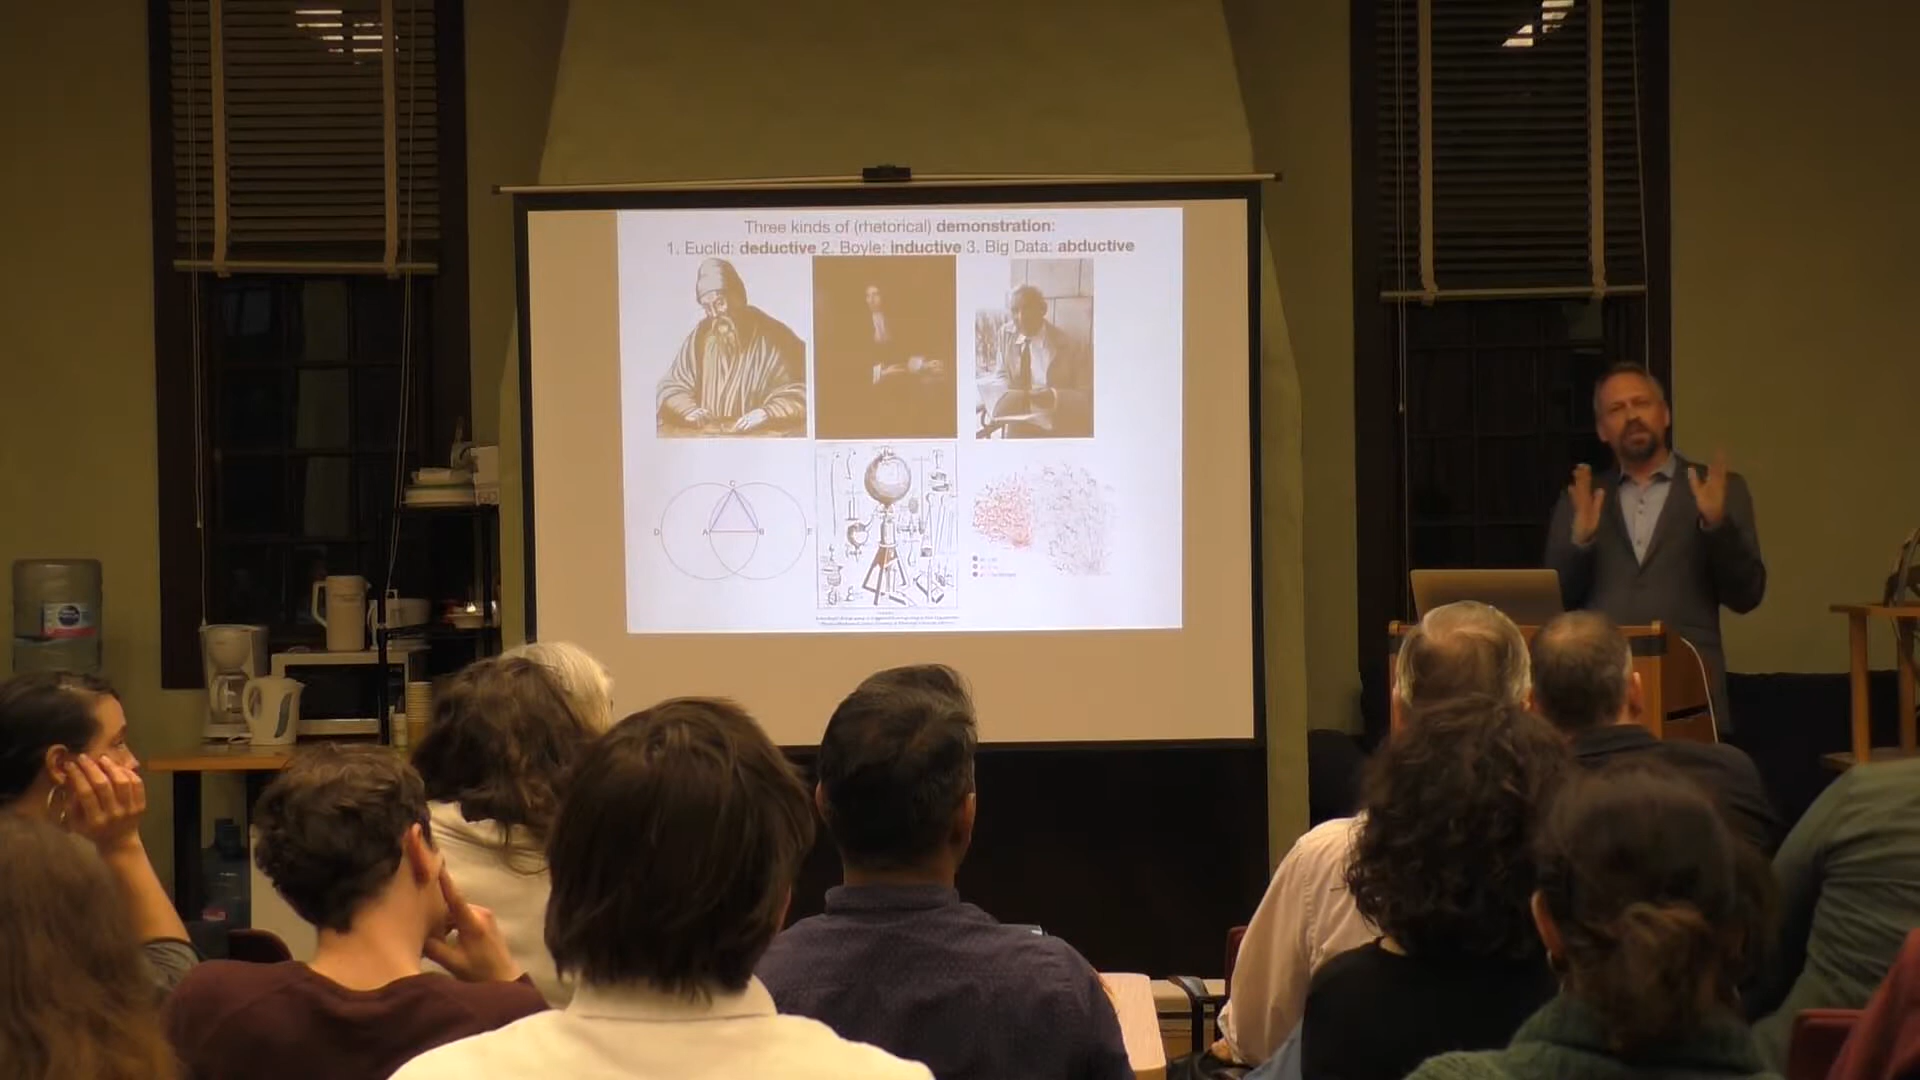 Three kinds of (rhetorical) demonstration:
1. Euclid: deductive 2. Boyle: inductive 3. Big Data: abductive
C
D A B E